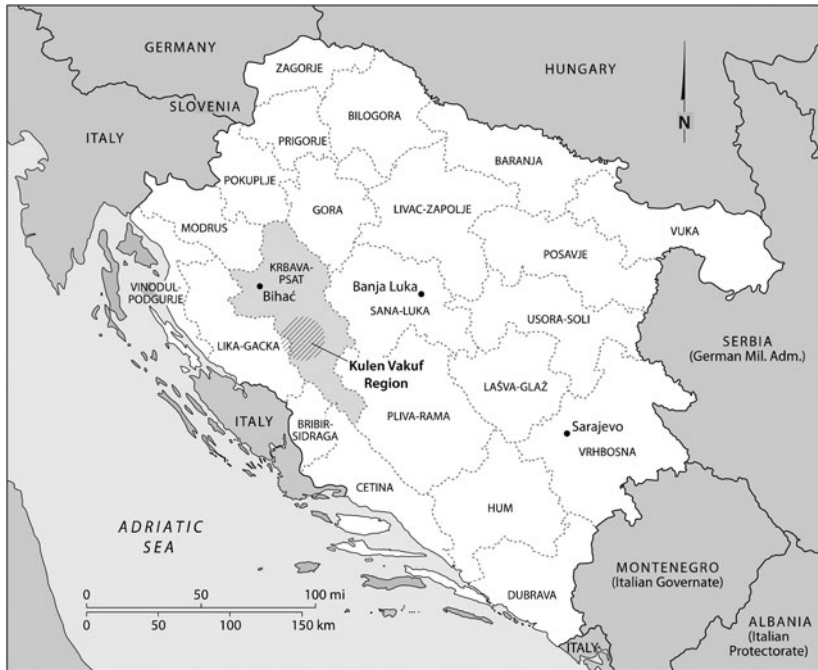 GERMANY
HUNGARY
SLOVENIA
ITALY
ZAGORJE
BILOGORA
PRIGORJE
N
BARANJA
POKUPLJE
GORA
LIVAC-ZAPOLJE
MODRUS
VUKA
POSAVJE
KRBAVA-
PSAT
Bihać
VINODUL-
PODGURJE
Banja Luka
SANA-LUKA
USORA-SOLI
SERBIA
(German Mil. Adm.)
LIKA-GACKA
Kulen Vakuf
Region
LAŠVA-GLAŽ
ITALY
BRIBIR-
SIDRAGA
PLIVA-RAMA
Sarajevo
VRHBOSNA
CETINA
HUM
ADRIATIC
SEA
MONTENEGRO
(Italian Governate)
DUBRAVA
ALBANIA
(Italian
Protectorate)
ITALY
0 50 100 mi
0 50 100 150 km